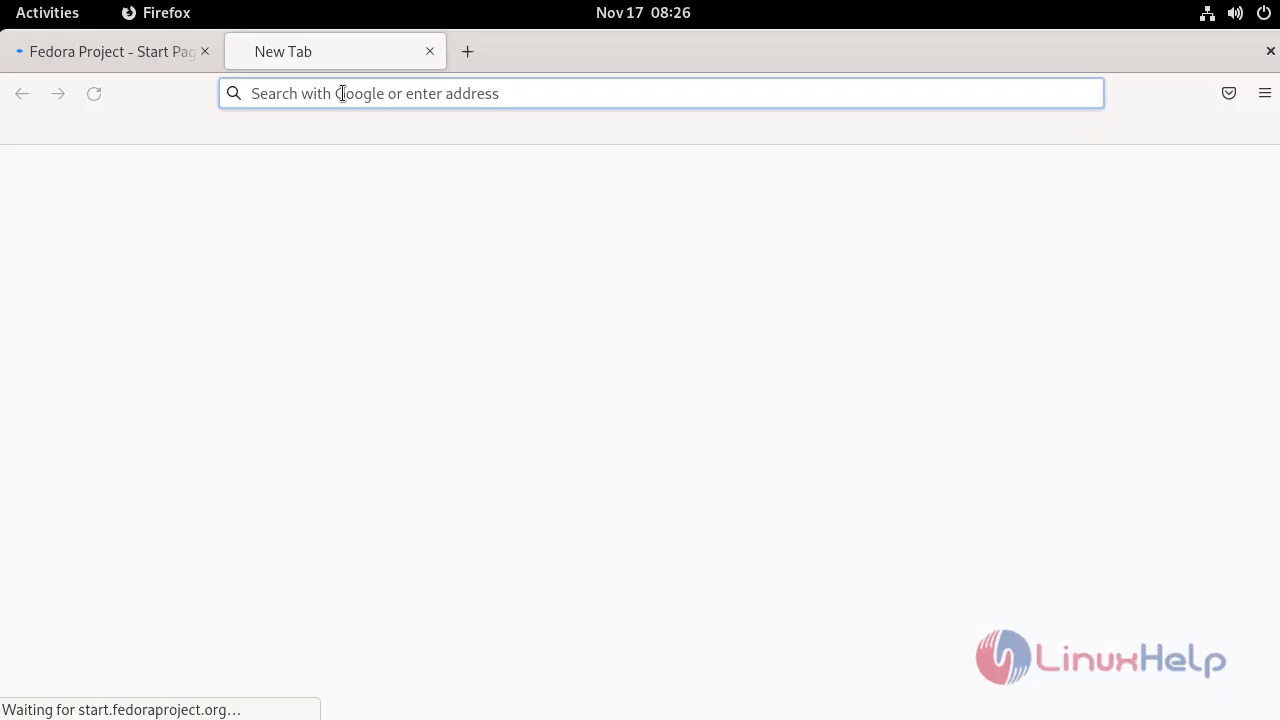 Activities Firefox Nov 17 08:26
Fedora Project - Start Pag New Tab
Search with Google or enter address
LinuxHelp
Waiting for start.fedoraproject.org…